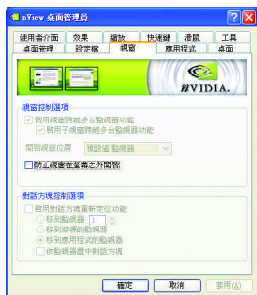 nView 桌面管理員
使用者介面 效果 縮放 快速鍵 滑鼠 工具
桌面管理 設定檔 視窗 應用程式 桌面
NVIDIA.
視窗控制選項
啓用視窗跨越多台監視器功能
啓用子視窗跨越多台監視器功能
開啓視窗位置 預設值監視器
防止視窗在螢幕之外開啓
對話方塊控制選項
啓用對話方塊重新定位功能
移到監視器 1
移到游標的監視器
移到應用程式的監視器
依監視器置中對話方塊
確定 取消 套用(A)